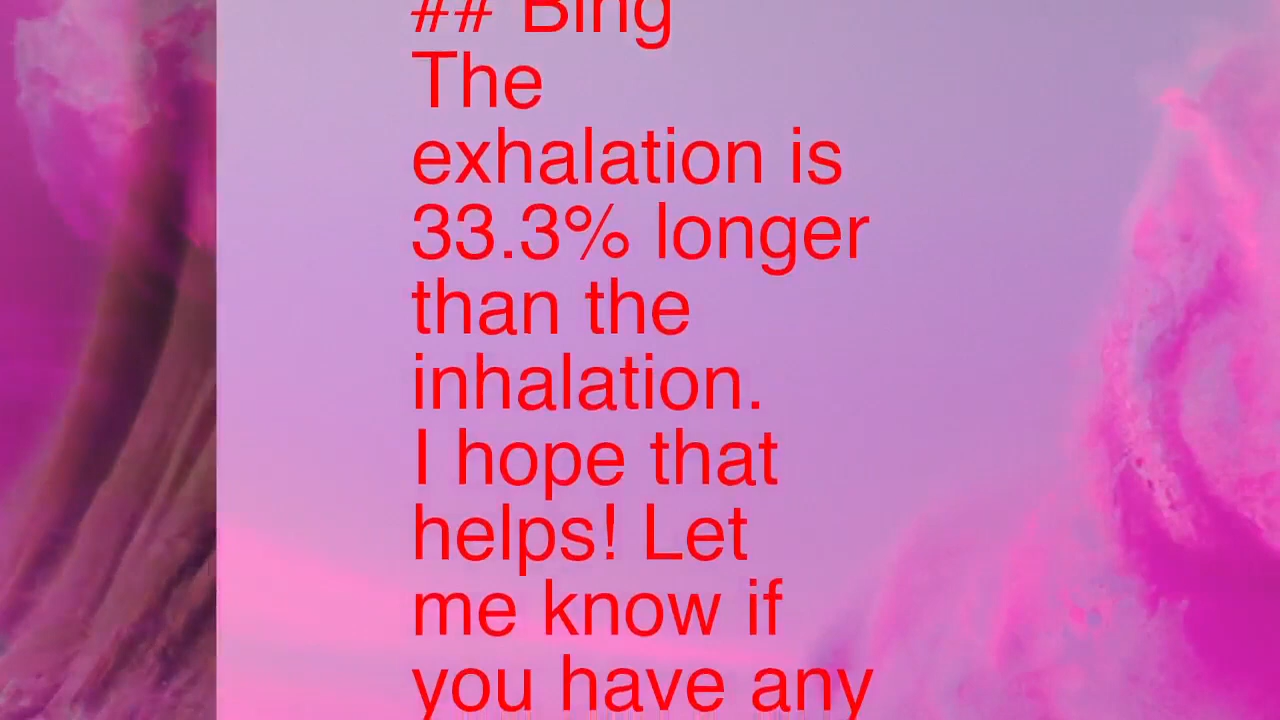 ## Bing
The
exhalation is
33.3% longer
than the
inhalation.
I hope that
helps! Let
me know if
you have any